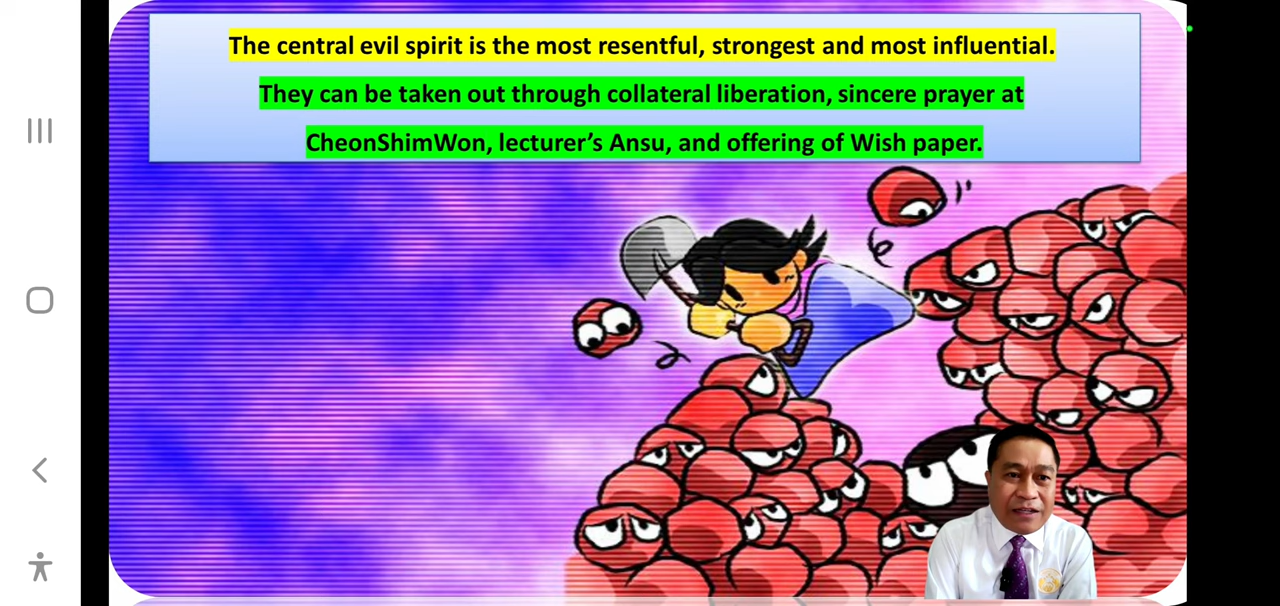 The central evil spirit is the most resentful, strongest and most influential.
They can be taken out through collateral liberation, sincere prayer at
CheonShimWon, lecturer's Ansu, and offering of Wish paper.